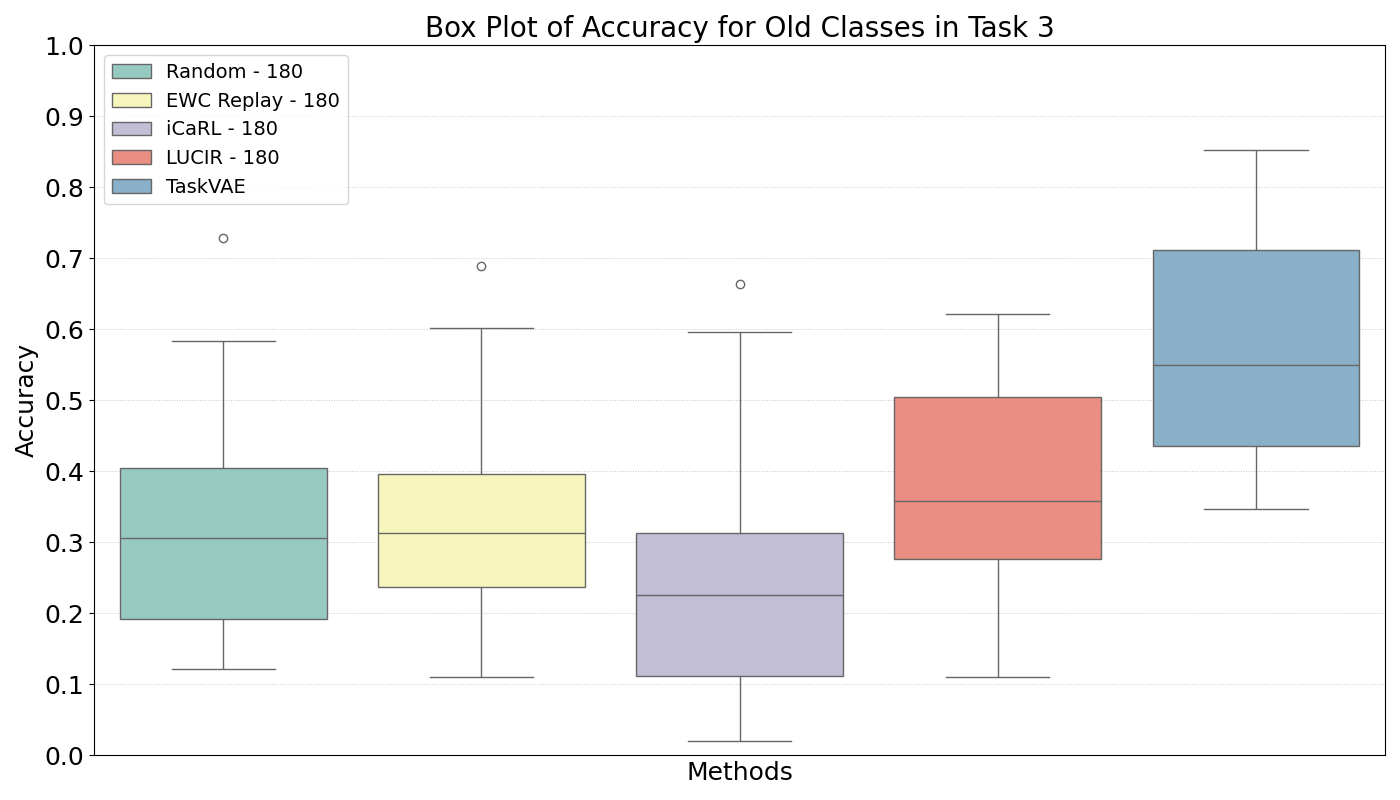 Box Plot of Accuracy for Old Classes in Task 3
1.0
0.9
0.8
0.7
0.6
0.5
0.4
0.3
0.2
0.1
0.0
Accuracy
Random - 180
EWC Replay - 180
iCaRL - 180
LUCIR - 180
TaskVAE
Methods